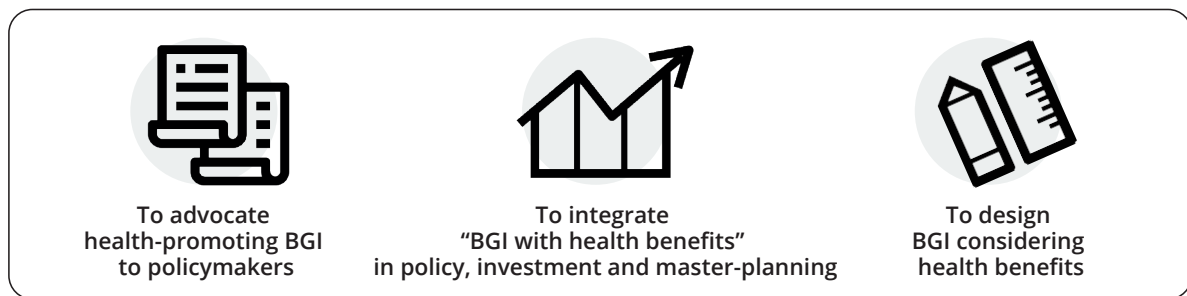 To advocate
health-promoting BGI
to policymakers
To integrate
“BGI with health benefits”
in policy, investment and master-planning
To design
BGI considering
health benefits